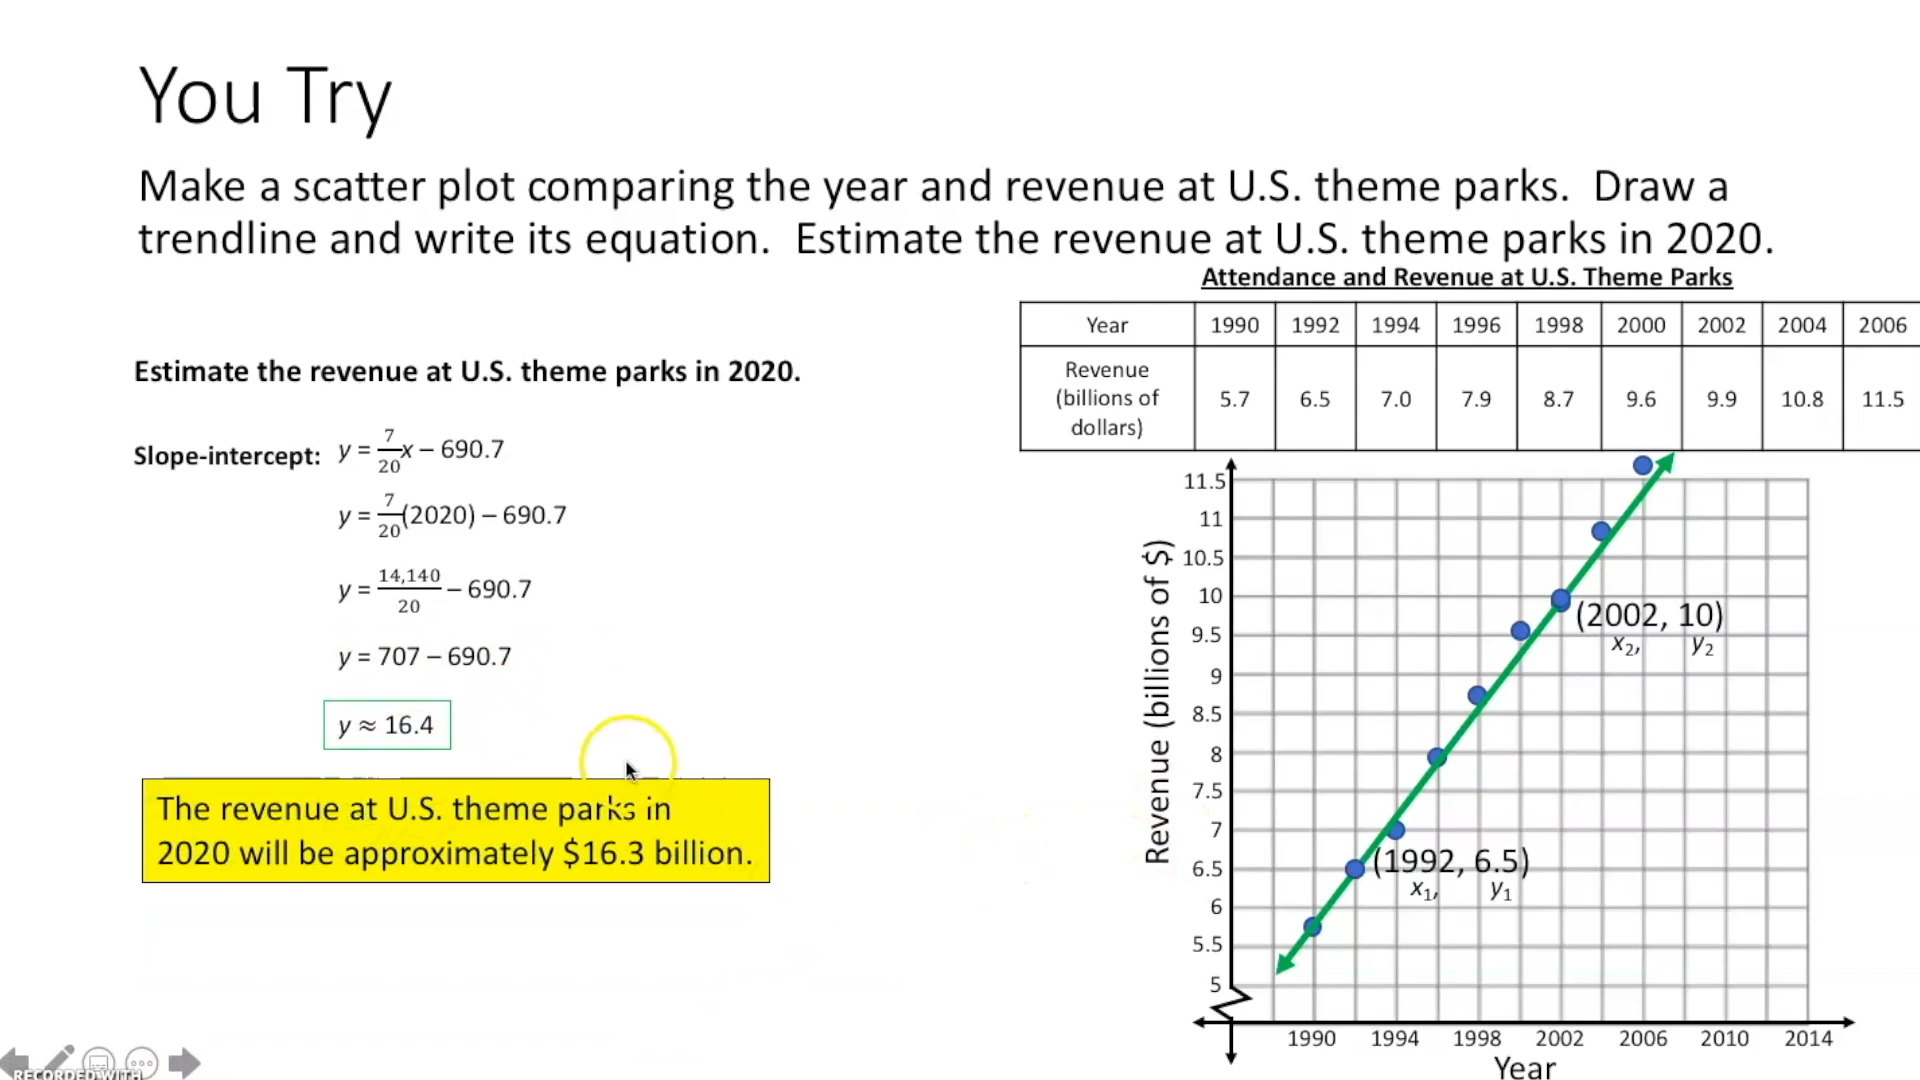 You Try
Make a scatter plot comparing the year and revenue at U.S. theme parks. Draw a
trendline and write its equation. Estimate the revenue at U.S. theme parks in 2020.
Attendance and Revenue at U.S. Theme Parks
Year 1990 1992 1994 1996 1998 2000 2002 2004 2006
Revenue
(billions of
dollars)
5.7 6.5 7.0 7.9 8.7 9.6 9.9 10.8 11.5
Estimate the revenue at U.S. theme parks in 2020.
Slope-intercept: y = 7/20 x – 690.7
y = 7/20 (2020) – 690.7
y = 14,140/20 – 690.7
y = 707 – 690.7
y ≈ 16.4
The revenue at U.S. theme parks in
2020 will be approximately $16.3 billion.
Revenue (billions of $)
11.5
11
10.5
10
9.5
9
8.5
8
7.5
7
6.5
6
5.5
5
(2002, 10)
x2, y2
(1992, 6.5)
x1, y1
1990 1994 1998 2002 2006 2010 2014
Year
RECORDED WITH